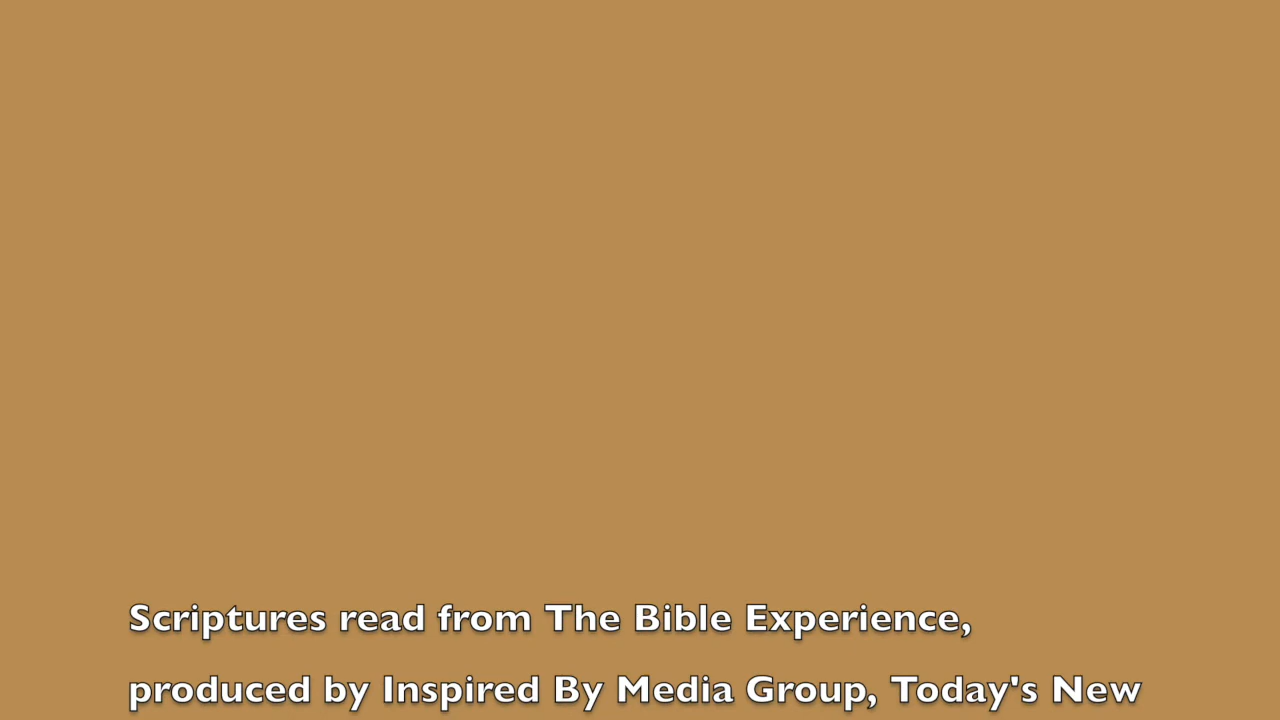 Scriptures read from The Bible Experience,
produced by Inspired By Media Group, Today's New